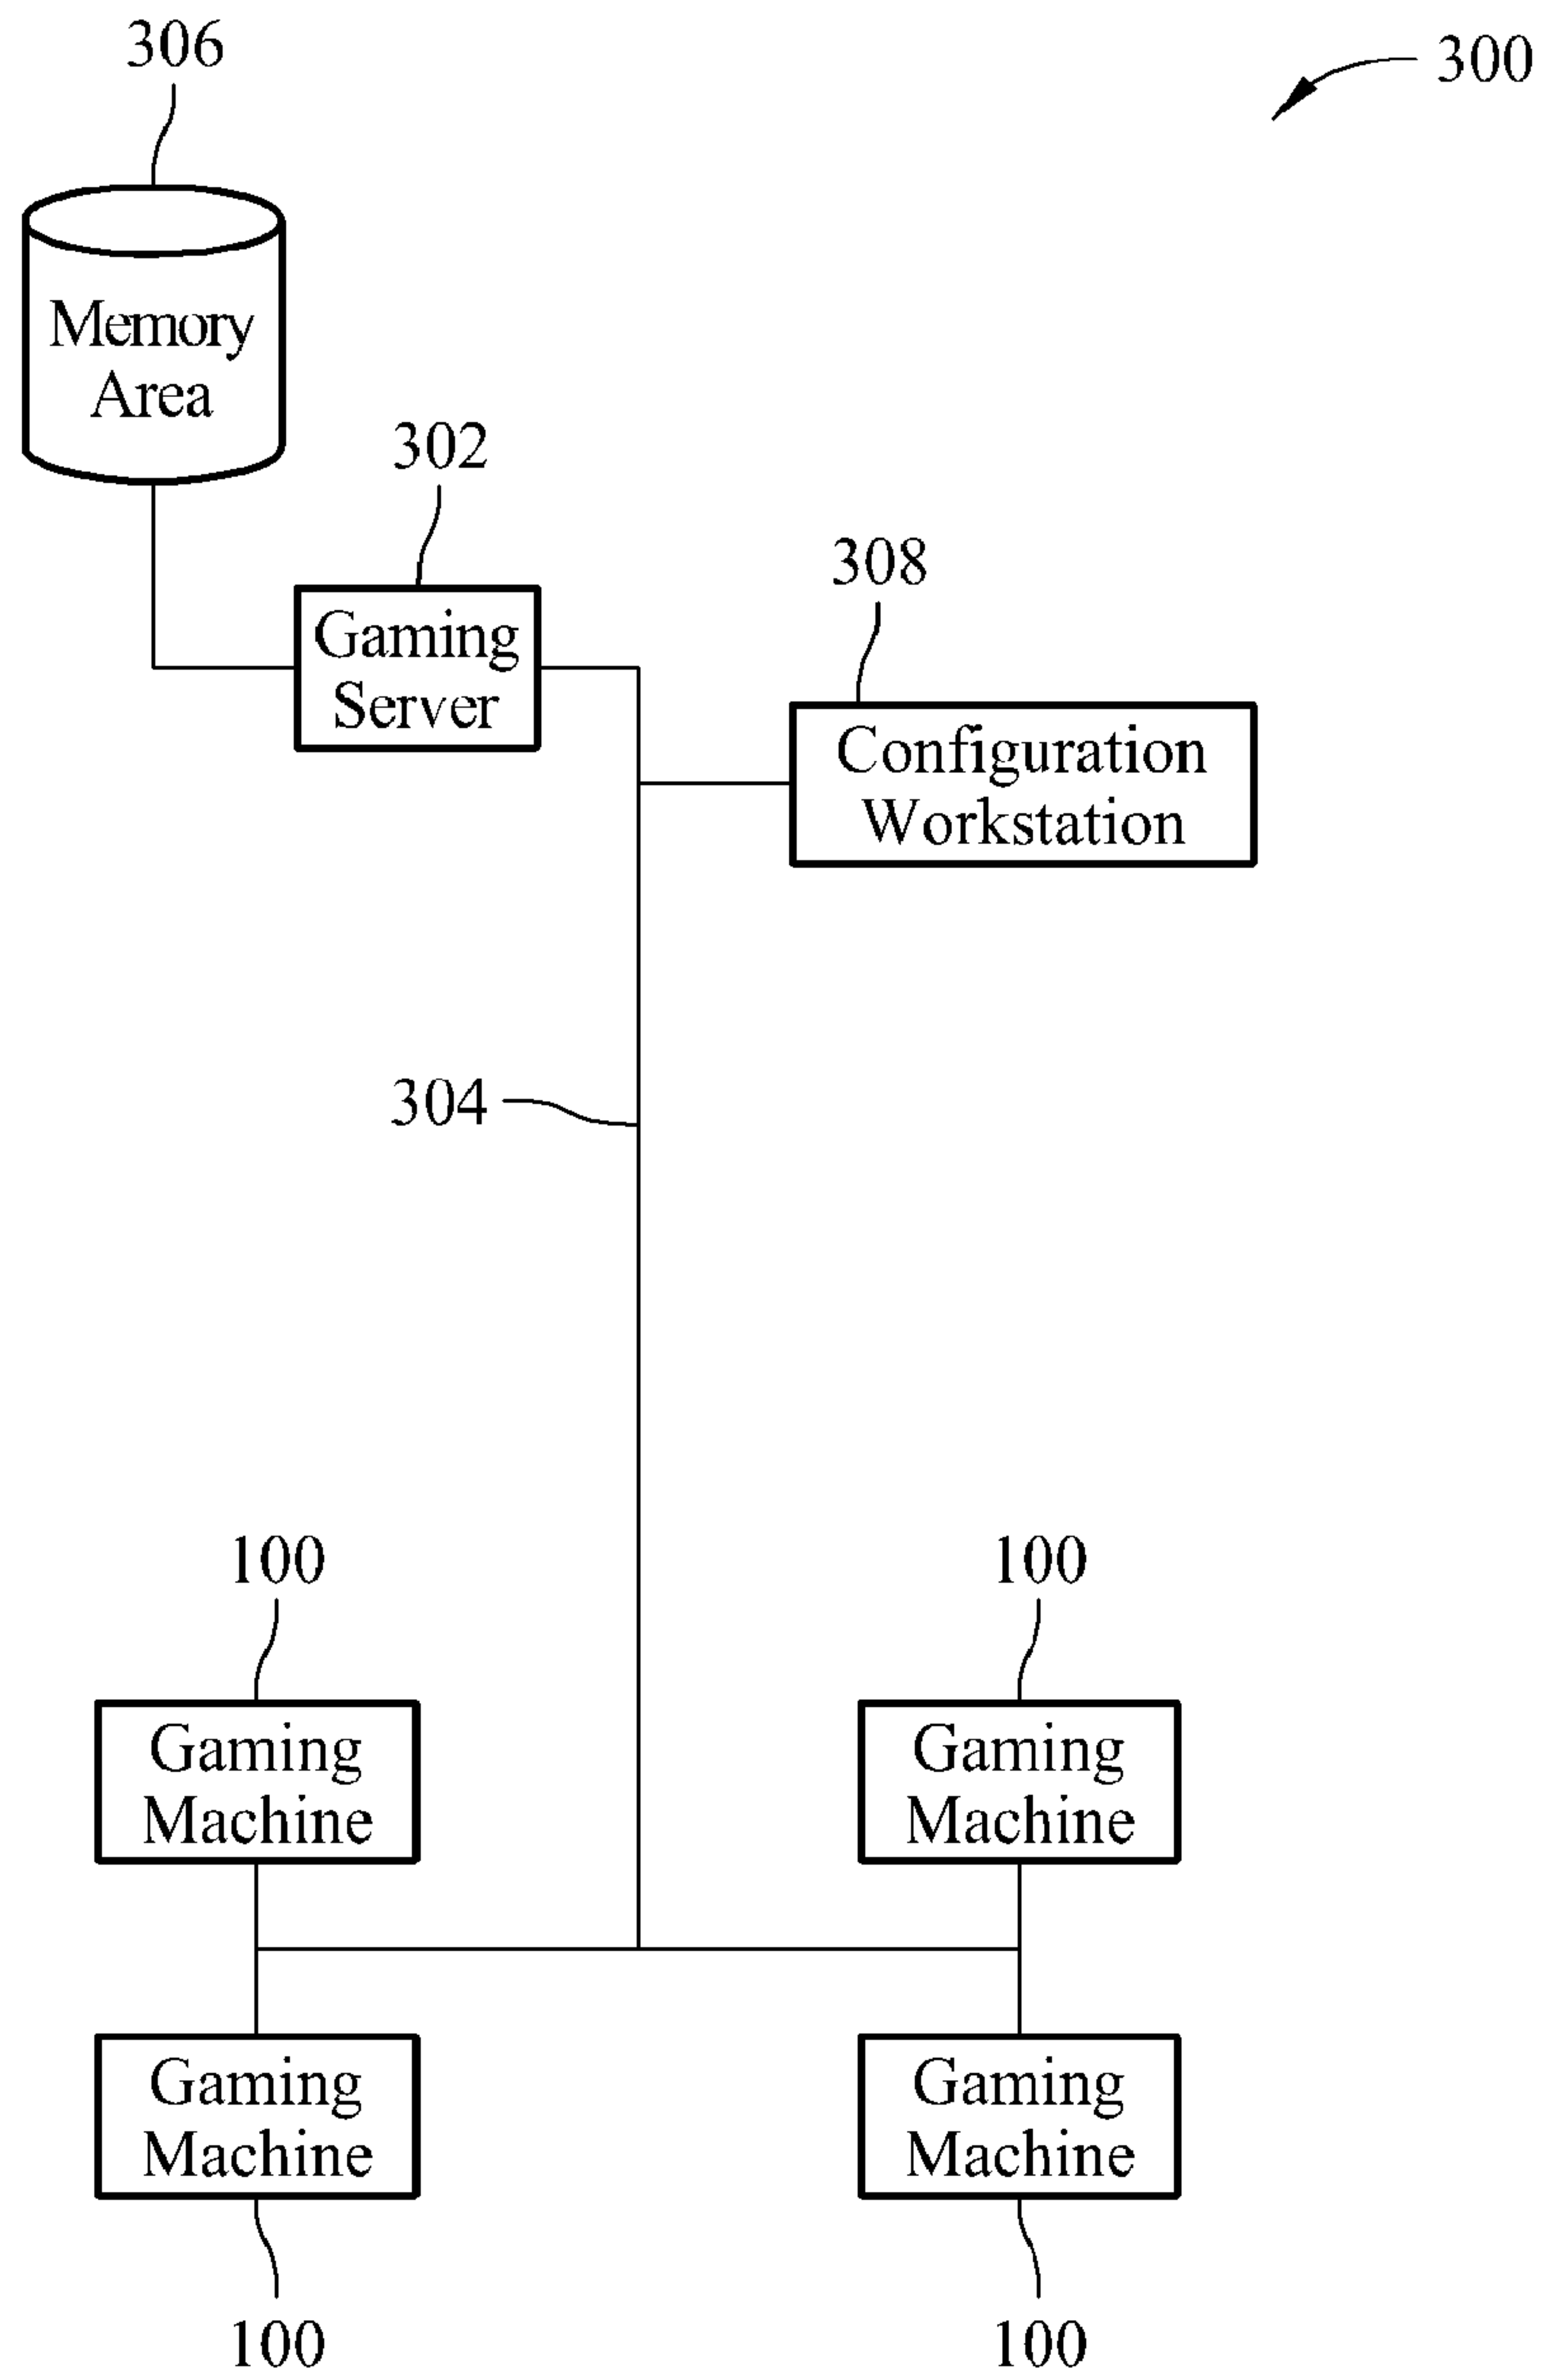 306
300
Memory
Area
302
Gaming
Server
308
Configuration
Workstation
304
100
100
Gaming
Machine
Gaming
Machine
Gaming
Machine
Gaming
Machine
100
100